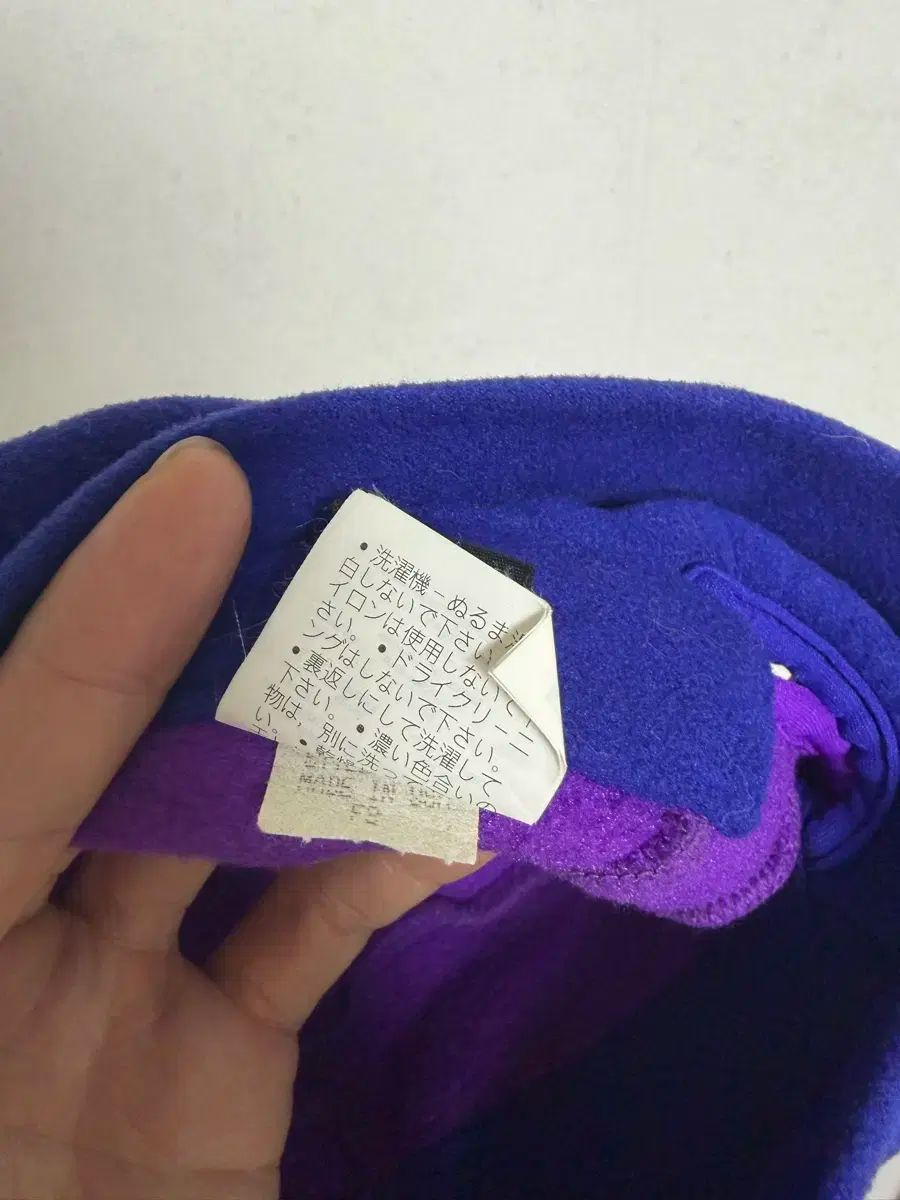 ● 洗濯機－ぬるま
白しないで下さい
イロンは使用しない
さい。 ● ドライクリーニ
ングはしないで下さい。
● 裏返しにして洗濯して
下さい。 ● 濃い色合いの
物は、別に洗っ
い。
MADE IN